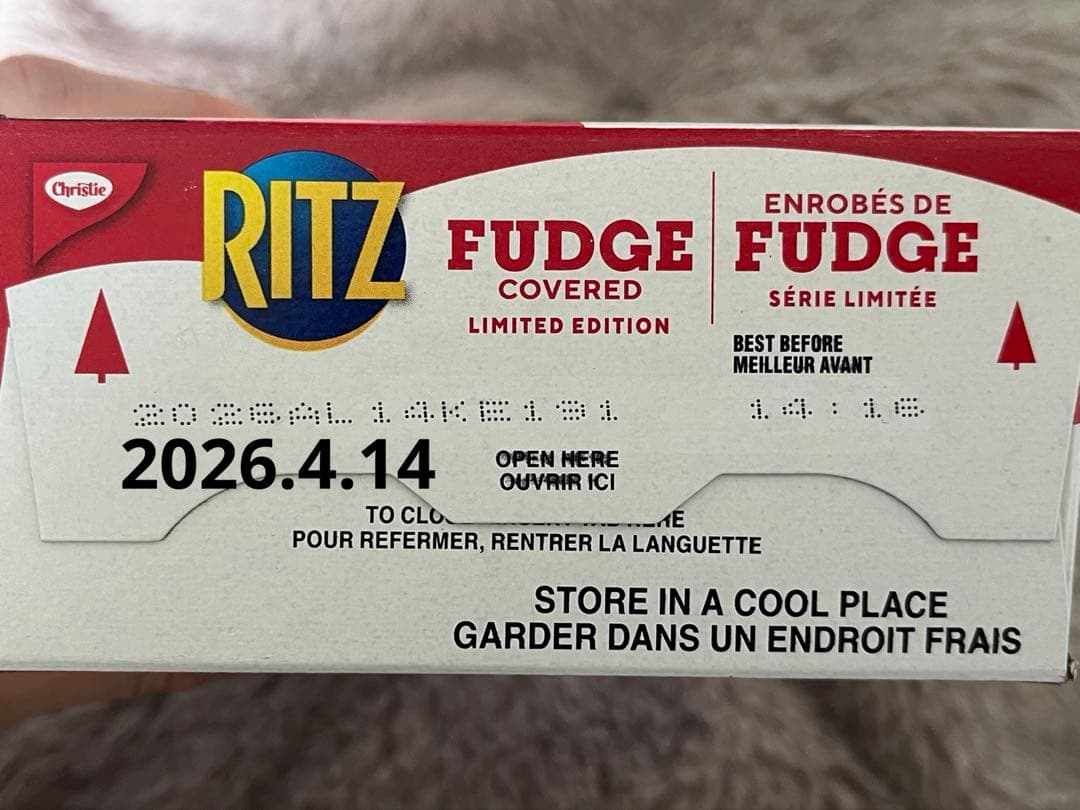 Christie
RITZ
FUDGE
COVERED
LIMITED EDITION
ENROBÉS DE
FUDGE
SÉRIE LIMITÉE
BEST BEFORE
MEILLEUR AVANT
2026AL14KE191 14:16
2026.4.14
OPEN HERE
OUVRIR ICI
TO
POUR REFERMER, RENTRER LA LANGUETTE
STORE IN A COOL PLACE
GARDER DANS UN ENDROIT FRAIS